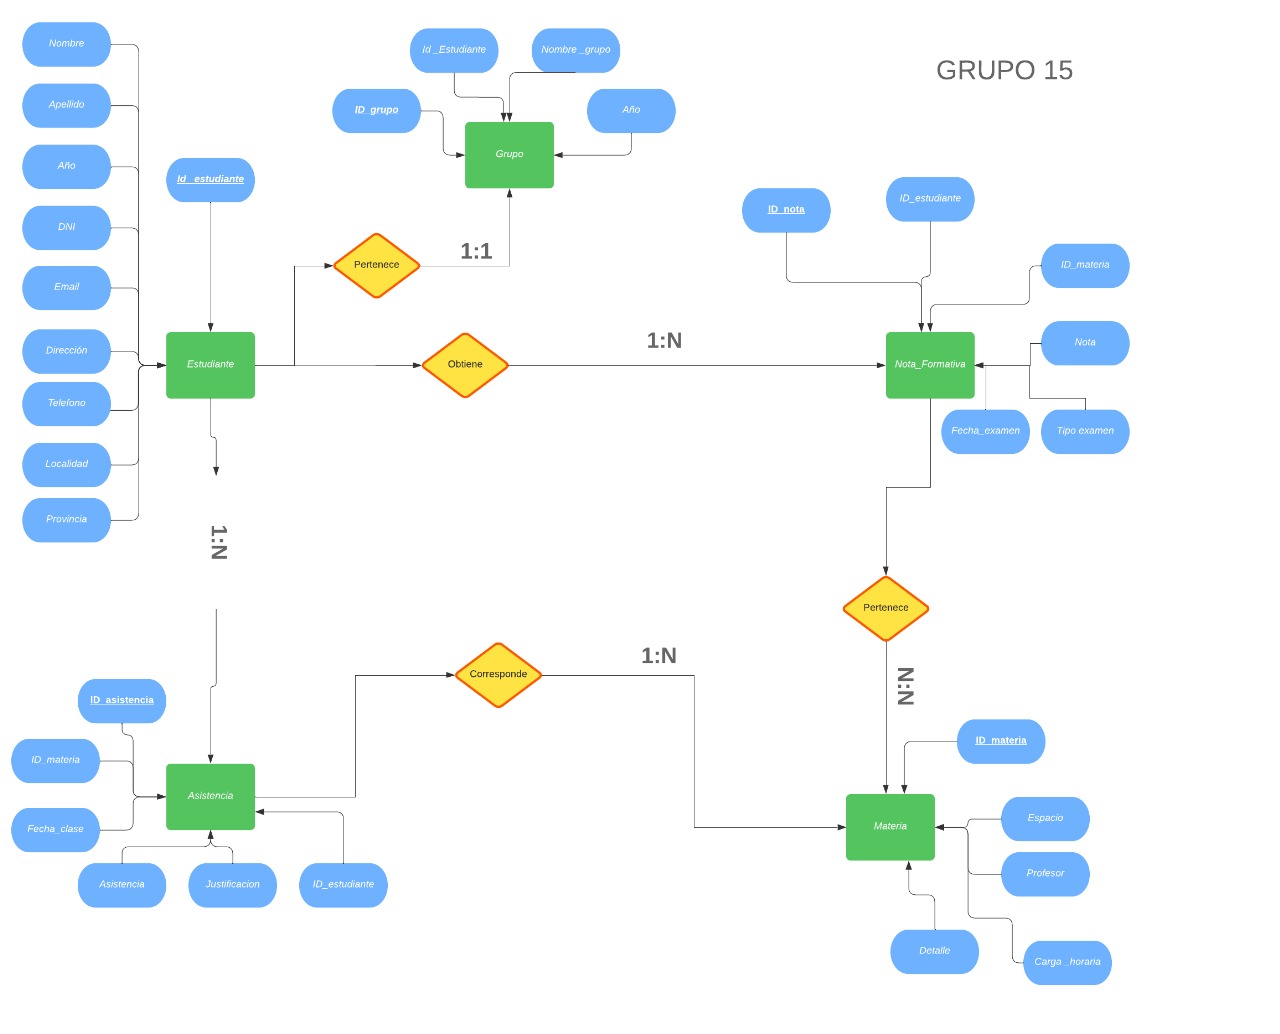 Nombre
Id _Estudiante
Nombre _grupo
GRUPO 15
Apellido
ID_grupo
Año
Grupo
Año
Id _estudiante
ID_nota
ID_estudiante
DNI
Pertenece
1:1
ID_materia
Email
Dirección
Estudiante
Obtiene
1:N
Nota_Formativa
Nota
Telefono
Fecha_examen
Tipo examen
Localidad
Provincia
1:N
Pertenece
Corresponde
1:N
N:N
ID_asistencia
ID_materia
ID_materia
Asistencia
Fecha_clase
Materia
Espacio
Asistencia
Justificacion
ID_estudiante
Profesor
Detalle
Carga _horaria